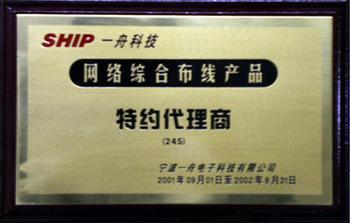 SHIP 一舟科技
网络综合布线产品
特约代理商
(245)
宁波一舟电子科技有限公司
2001年09月01日至2002年8月31日